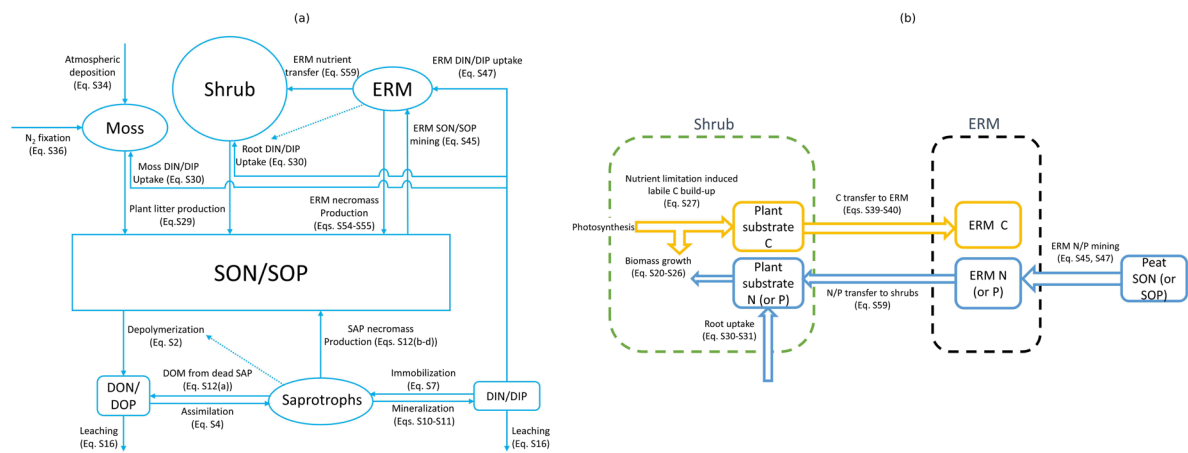 (a)
Atmospheric
deposition
(Eq. S34)
N2 fixation
(Eq. S36)
Moss
Shrub
ERM nutrient
transfer (Eq. S59)
ERM
ERM DIN/DIP uptake
(Eq. S47)
ERM SON/SOP
mining (Eq. S45)
Root DIN/DIP
Uptake (Eq. S30)
Moss DIN/DIP
Uptake (Eq. S30)
Plant litter production
(Eq.S29)
ERM necromass
Production
(Eqs. S54-S55)
SON/SOP
Depolymerization
(Eq. S2)
SAP necromass
Production (Eqs. S12(b-d))
DON/
DOP
DOM from dead SAP
(Eq. S12(a))
Assimilation
(Eq. S4)
Saprotrophs
Immobilization
(Eq. S7)
Mineralization
(Eqs. S10-S11)
DIN/DIP
Leaching
(Eq. S16)
Leaching
(Eq. S16)
(b)
Shrub
ERM
Nutrient limitation induced
labile C build-up
(Eq. S27)
Photosynthesis
Plant
substrate
C
C transfer to ERM
(Eqs. S39-S40)
ERM C
Biomass growth
(Eq. S20-S26)
Plant
substrate
N (or P)
N/P transfer to shrubs
(Eq. S59)
ERM N
(or P)
ERM N/P mining
(Eq. S45, S47)
Peat
SON (or
SOP)
Root uptake
(Eq. S30-S31)